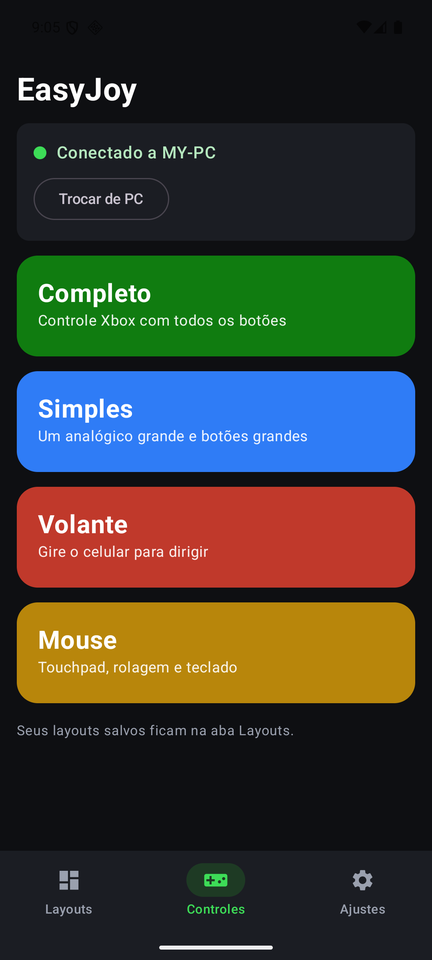 9:05
EasyJoy
Conectado a MY-PC
Trocar de PC
Completo
Controle Xbox com todos os botões
Simples
Um analógico grande e botões grandes
Volante
Gire o celular para dirigir
Mouse
Touchpad, rolagem e teclado
Seus layouts salvos ficam na aba Layouts.
Layouts
Controles
Ajustes